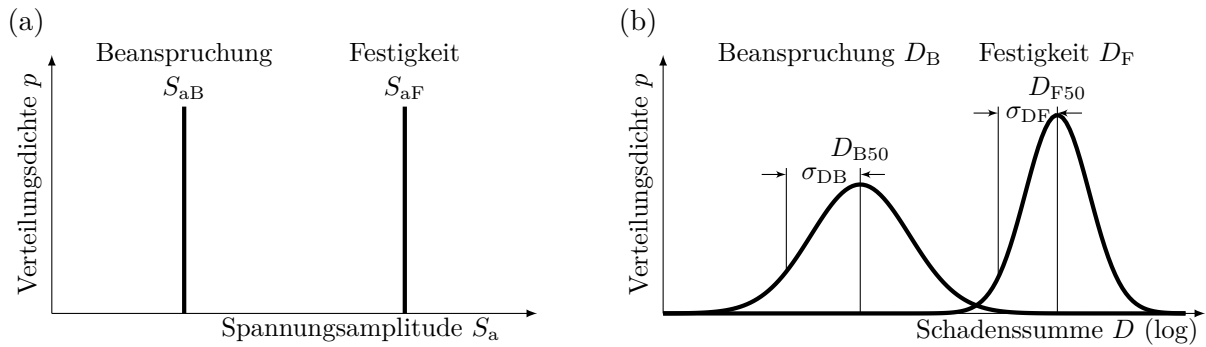 (a)
Beanspruchung
Festigkeit
S_aB
S_aF
Verteilungsdichte p
Spannungsamplitude S_a
(b)
Beanspruchung D_B
Festigkeit D_F
D_F50
σ_DF
D_B50
σ_DB
Verteilungsdichte p
Schadenssumme D (log)